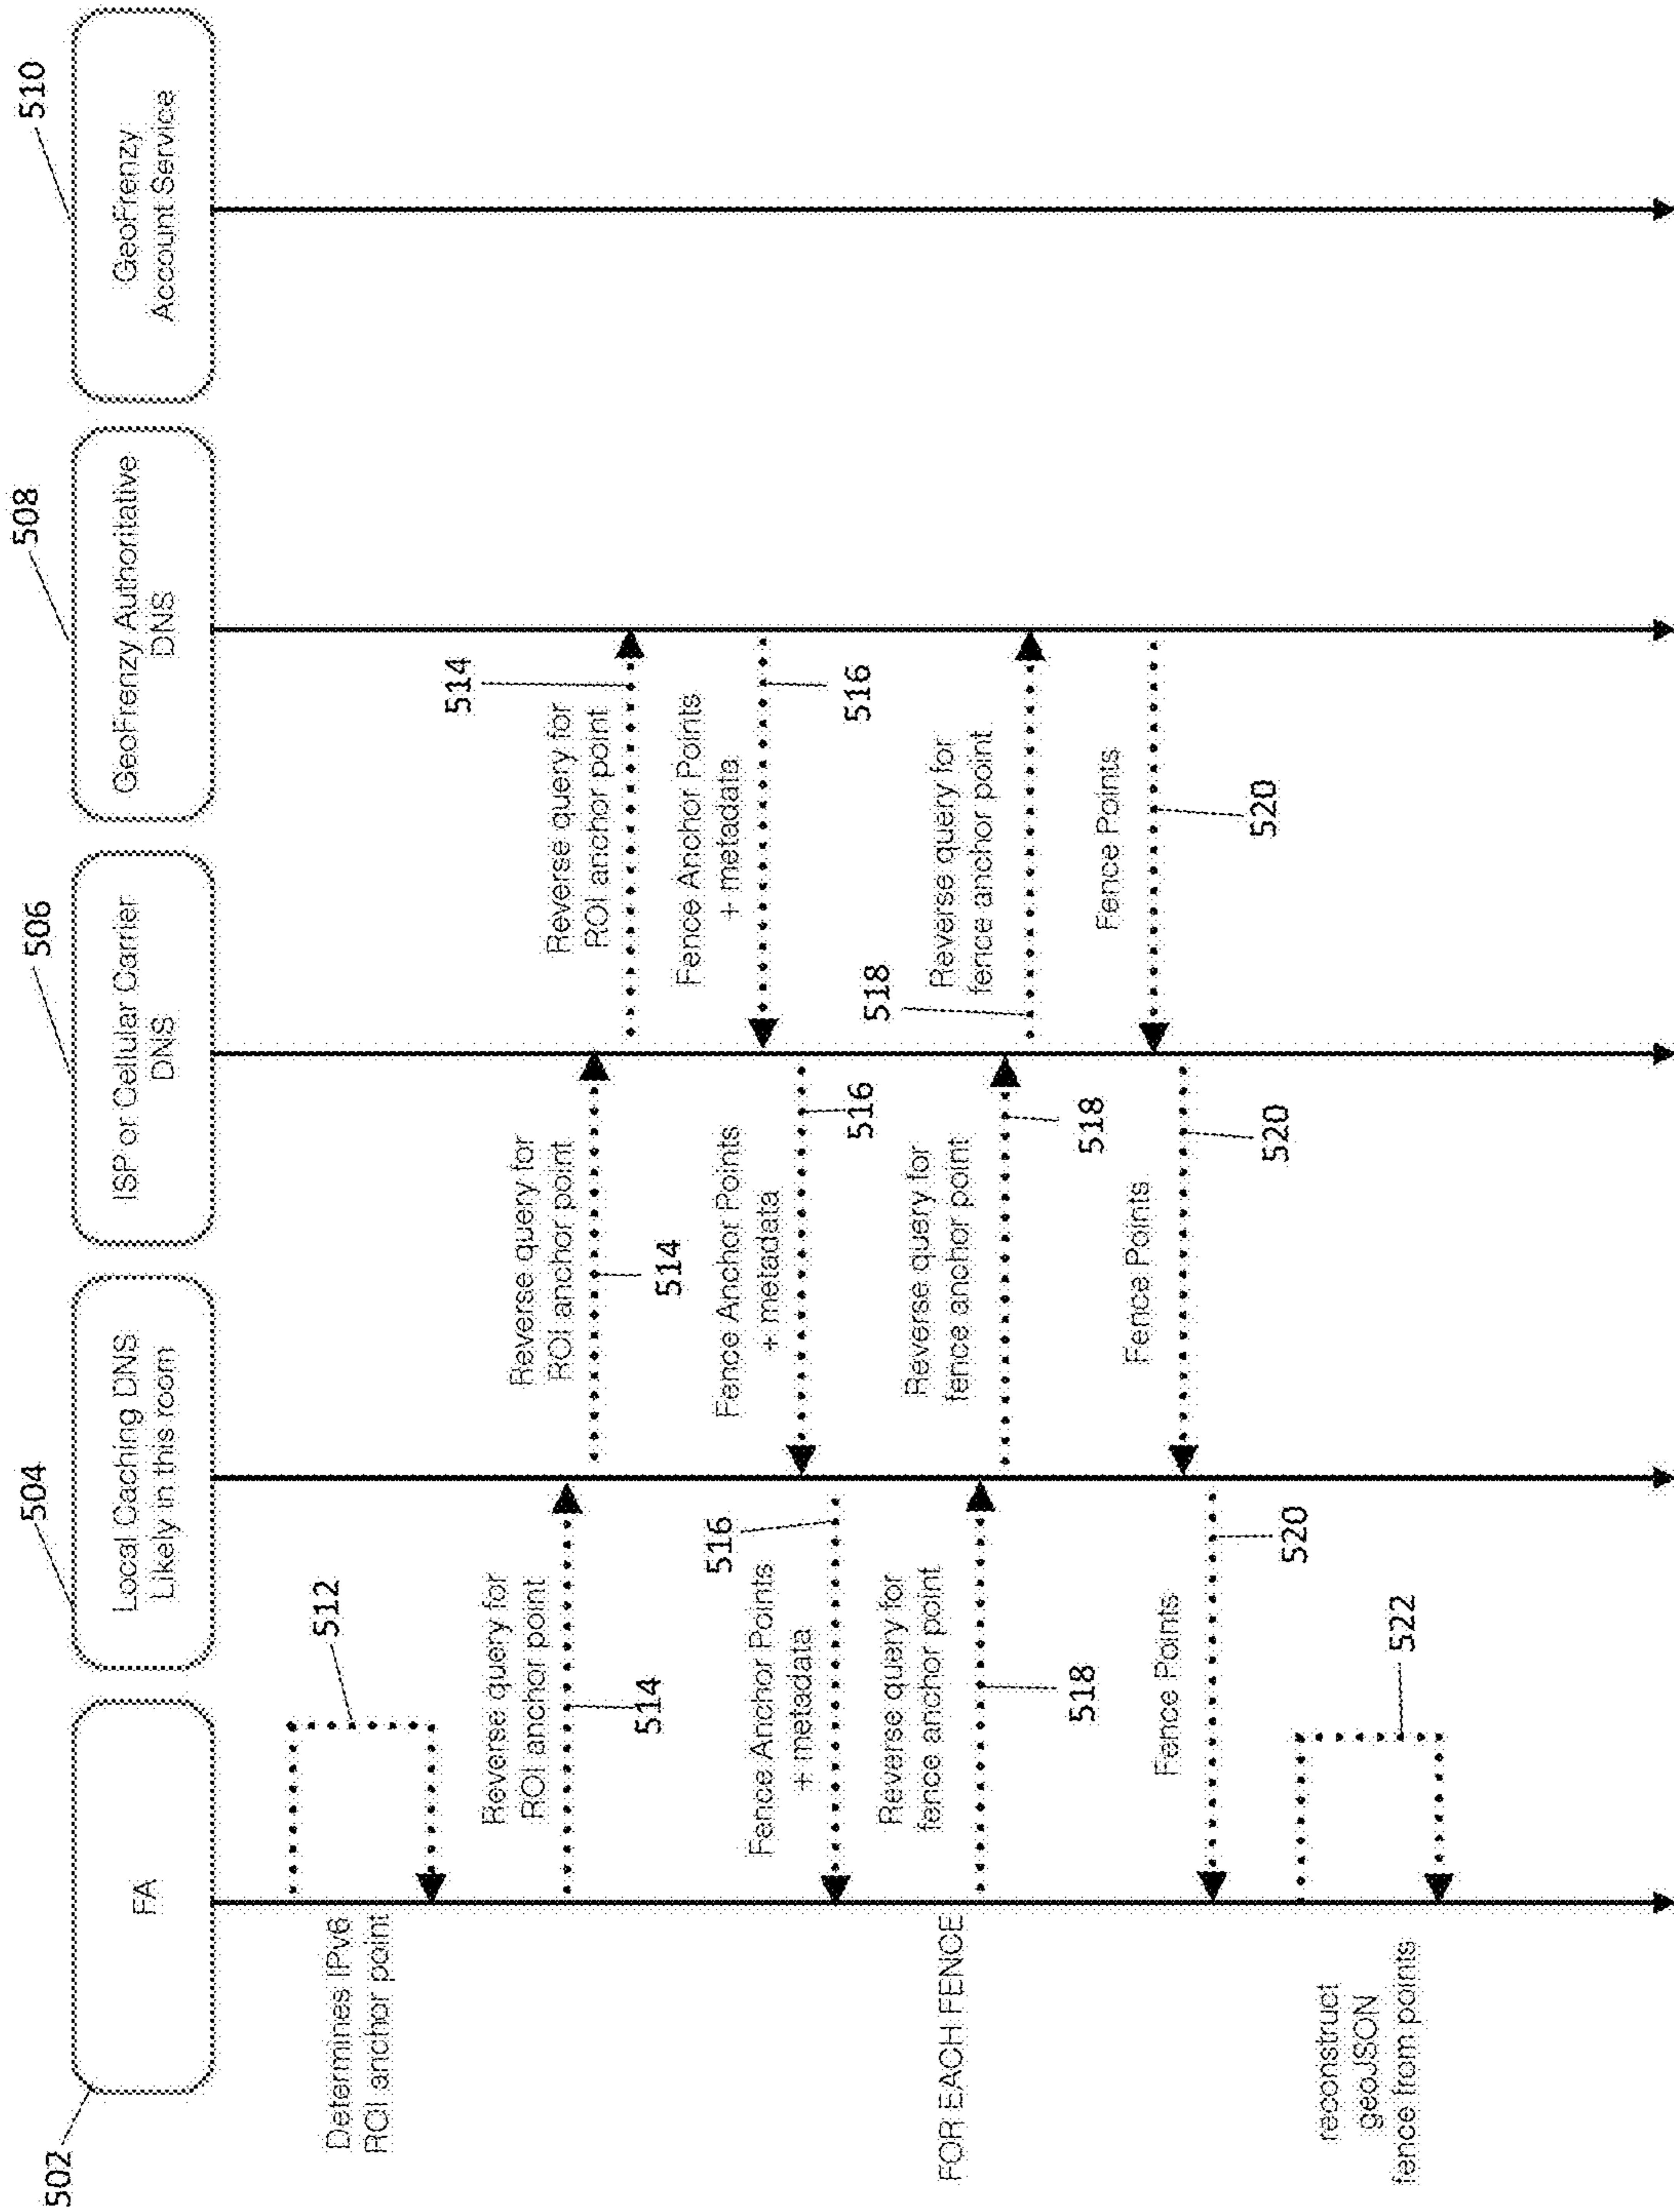 502
504
506
508
510
FA
Local Caching DNS
Likely in this room
ISP or Cellular Carrier
DNS
GeoFrenzy Authoritative
DNS
GeoFrenzy
Account Service
Determines IPv6
ROI anchor point
512
Reverse query for
ROI anchor point
514
Reverse query for
ROI anchor point
514
Reverse query for
ROI anchor point
514
Fence Anchor Points
+ metadata
516
Fence Anchor Points
+ metadata
516
Fence Anchor Points
+ metadate
516
FOR EACH FENCE
Reverse query for
fence anchor point
518
Reverse query for
fence anchor point
518
Reverse query for
fence anchor point
518
Fence Points
520
Fence Points
520
Fence Points
520
reconstruct
geoJSON
fence from points
522